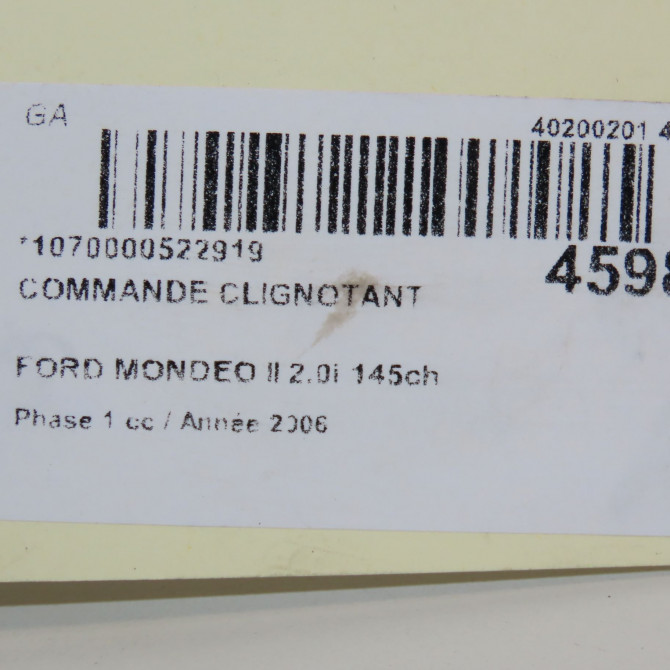 GA
40200201 4
*1070000522919
4598
COMMANDE CLIGNOTANT
FORD MONDEO II 2.0i 145ch
Phase 1 cc / Année 2006